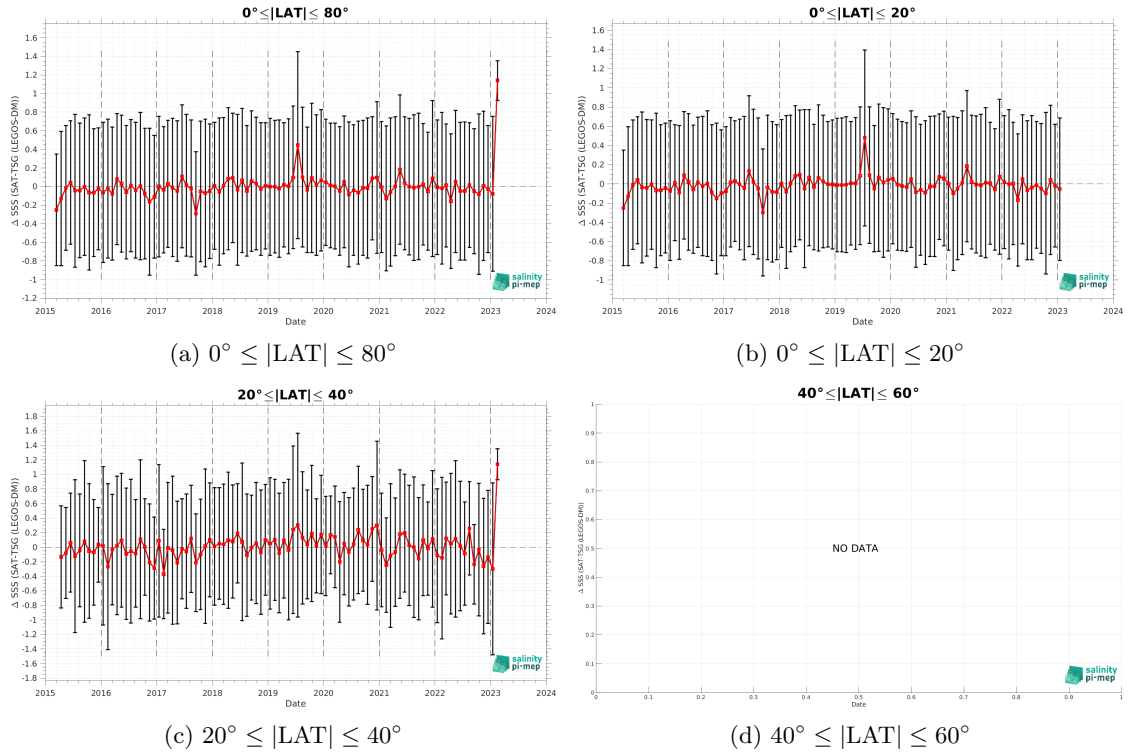 0°≤|LAT|≤ 80°
Δ SSS (SAT-TSG (LEGOS-DM))
1.6
1.4
1.2
1
0.8
0.6
0.4
0.2
0
-0.2
-0.4
-0.6
-0.8
-1
-1.2
2015 2016 2017 2018 2019 2020 2021 2022 2023 2024
Date
salinity
pi-mep
(a) 0° ≤ |LAT| ≤ 80°
0°≤|LAT|≤ 20°
Δ SSS (SAT-TSG (LEGOS-DM))
1.6
1.4
1.2
1
0.8
0.6
0.4
0.2
0
-0.2
-0.4
-0.6
-0.8
-1
2015 2016 2017 2018 2019 2020 2021 2022 2023 2024
Date
salinity
pi-mep
(b) 0° ≤ |LAT| ≤ 20°
20°≤|LAT|≤ 40°
Δ SSS (SAT-TSG (LEGOS-DM))
1.8
1.6
1.4
1.2
1
0.8
0.6
0.4
0.2
0
-0.2
-0.4
-0.6
-0.8
-1
-1.2
-1.4
-1.6
-1.8
2015 2016 2017 2018 2019 2020 2021 2022 2023 2024
Date
salinity
pi-mep
(c) 20° ≤ |LAT| ≤ 40°
40°≤|LAT|≤ 60°
Δ SSS (SAT-TSG (LEGOS-DM))
1
0.9
0.8
0.7
0.6
0.5
0.4
0.3
0.2
0.1
0
NO DATA
0 0.1 0.2 0.3 0.4 0.5 0.6 0.7 0.8 0.9 1
Date
salinity
pi-mep
(d) 40° ≤ |LAT| ≤ 60°